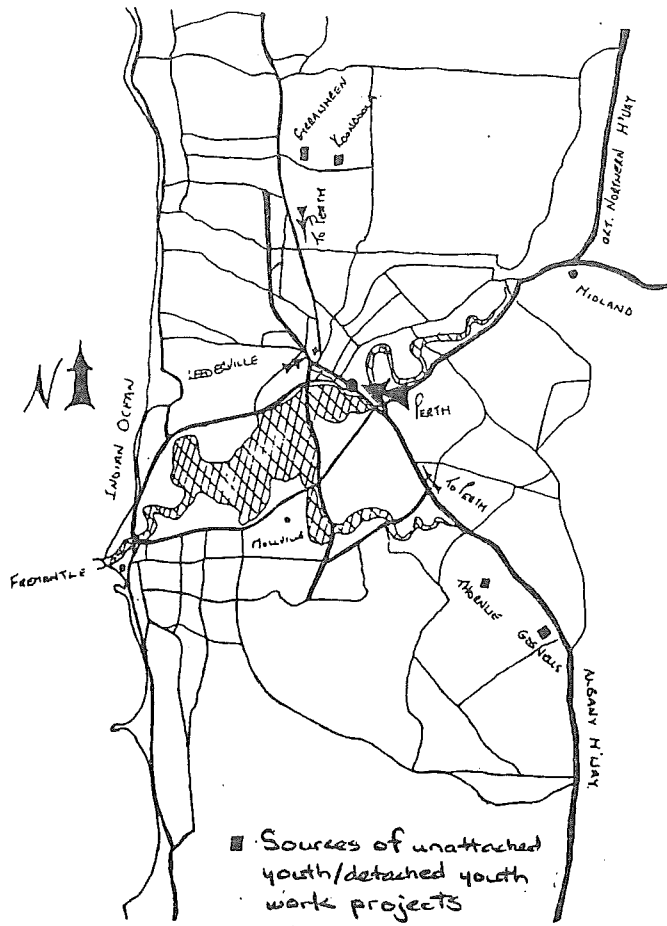 GIRRAWHEEN
KOONDOOLA
TO PERTH
GRT. NORTHERN H'WAY
MIDLAND
LEEDERVILLE
N
PERTH
INDIAN OCEAN
TO PERTH
MELVILLE
FREMANTLE
THORNLIE
GOSNELLS
ALBANY H'WAY
Sources of unattached
youth/detached youth
work projects